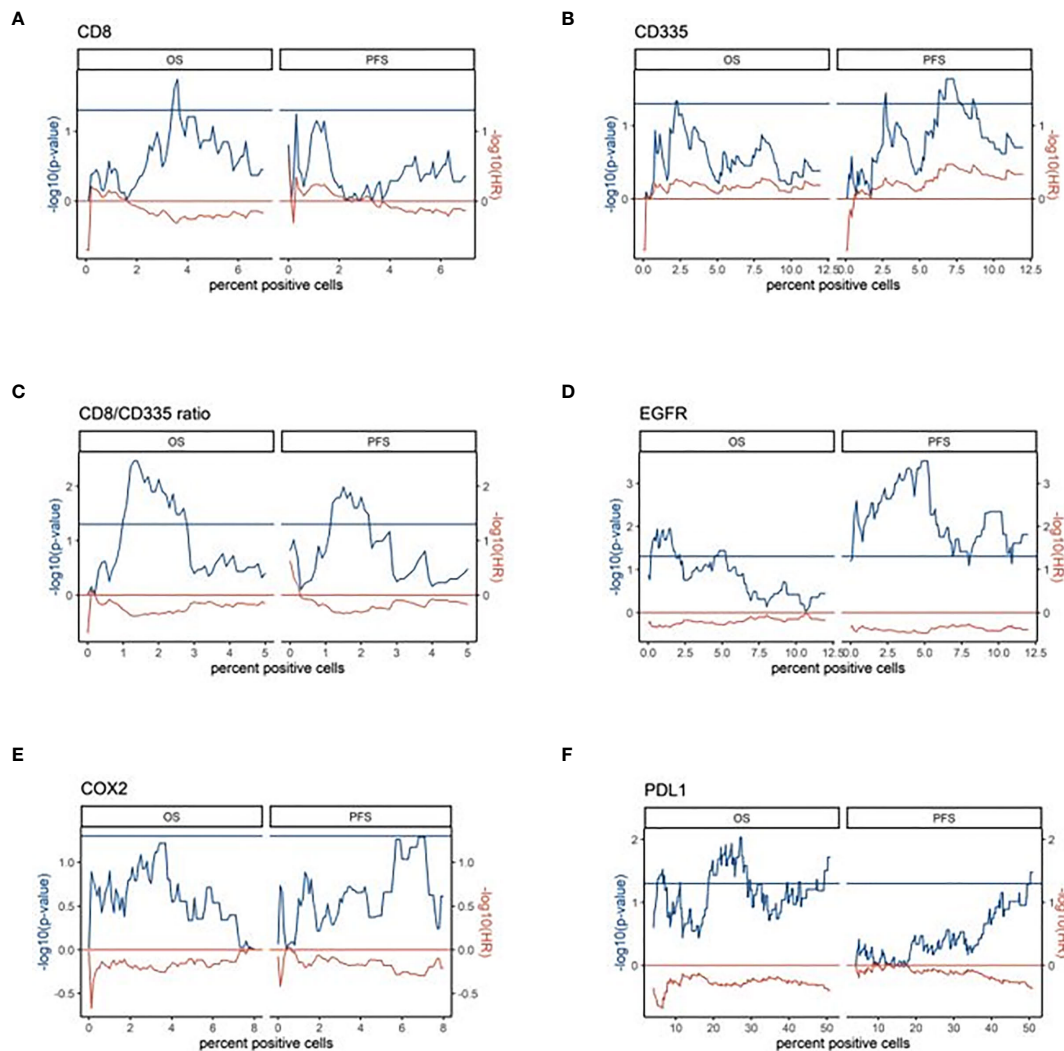 A
CD8
OS
PFS
-log10(p-value)
1
0
1
0
-log10(HR)
0 2 4 6
0 2 4 6
percent positive cells
B
CD335
OS
PFS
-log10(p-value)
1
0
1
0
-log10(HR)
0.0 2.5 5.0 7.5 10.0 12.5
0.0 2.5 5.0 7.5 10.0 12.5
percent positive cells
C
CD8/CD335 ratio
OS
PFS
-log10(p-value)
2
1
0
2
1
0
-log10(HR)
0 1 2 3 4 5
0 1 2 3 4 5
percent positive cells
D
EGFR
OS
PFS
-log10(p-value)
3
2
1
0
3
2
1
0
-log10(HR)
0.0 2.5 5.0 7.5 10.0 12.5
0.0 2.5 5.0 7.5 10.0 12.5
percent positive cells
E
COX2
OS
PFS
-log10(p-value)
1.0
0.5
0.0
-0.5
1.0
0.5
0.0
-0.5
-log10(HR)
0 2 4 6 8
0 2 4 6 8
percent positive cells
F
PDL1
OS
PFS
-log10(p-value)
2
1
0
2
1
0
-log10(HR)
10 20 30 40 50
10 20 30 40 50
percent positive cells